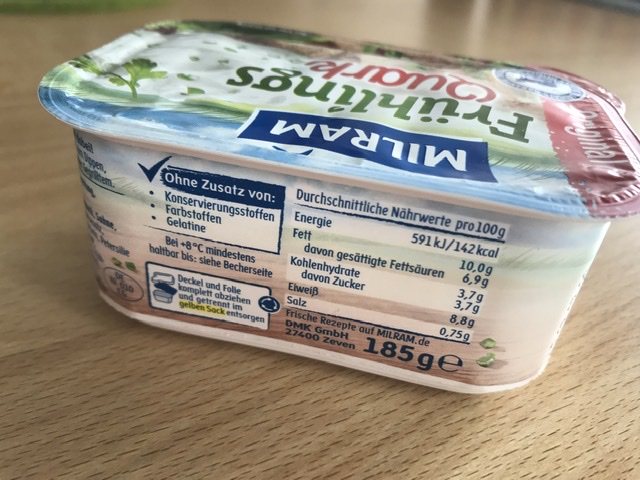 Frühlings
Quark
MILRAM
Original
Ohne Zusatz von:
• Konservierungsstoffen
• Farbstoffen
• Gelatine
Bei +8°C mindestens
haltbar bis: siehe Becherseite
Deckel und Folie
komplett abziehen
und getrennt im
gelben Sack entsorgen
Durchschnittliche Nährwerte pro 100g
Energie 591 kJ/142 kcal
Fett 10,0g
davon gesättigte Fettsäuren 6,9g
Kohlenhydrate 3,7g
davon Zucker 3,7g
Eiweiß 8,8g
Salz 0,75g
Frische Rezepte auf MILRAM.de
DMK GmbH
27400 Zeven
185g e
Petersilie